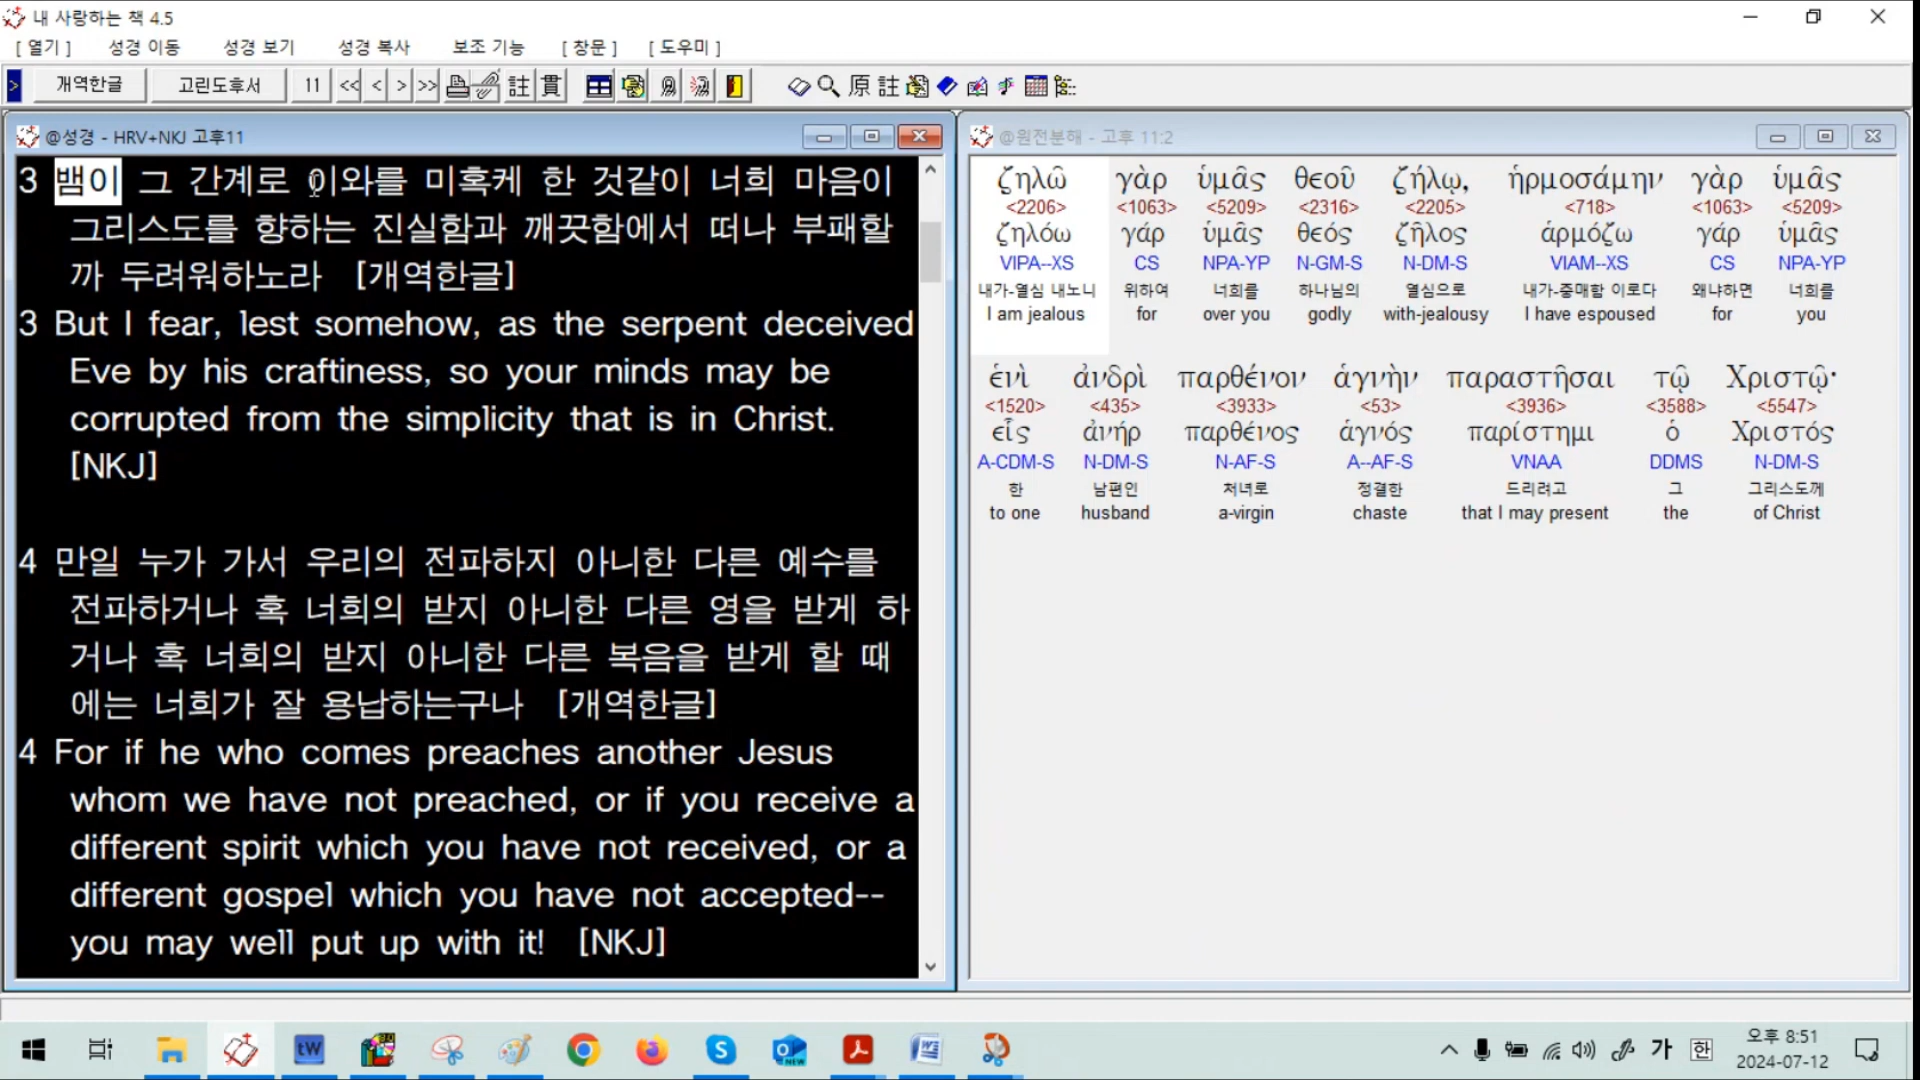 내 사랑하는 책 4.5
[ 열기 ] 성경 이동 성경 보기 성경 복사 보조 기능 [ 창문 ] [ 도우미 ]
개역한글 고린도후서 11 << < > >> 註 貫 原 註
@성경 - HRV+NKJ 고후11
3 뱀이 그 간계로 이와를 미혹케 한 것같이 너희 마음이
그리스도를 향하는 진실함과 깨끗함에서 떠나 부패할
까 두려워하노라 [개역한글]
3 But I fear, lest somehow, as the serpent deceived
Eve by his craftiness, so your minds may be
corrupted from the simplicity that is in Christ.
[NKJ]
4 만일 누가 가서 우리의 전파하지 아니한 다른 예수를
전파하거나 혹 너희의 받지 아니한 다른 영을 받게 하
거나 혹 너희의 받지 아니한 다른 복음을 받게 할 때
에는 너희가 잘 용납하는구나 [개역한글]
4 For if he who comes preaches another Jesus
whom we have not preached, or if you receive a
different spirit which you have not received, or a
different gospel which you have not accepted--
you may well put up with it! [NKJ]
@원전분해 - 고후 11:2
ζηλῶ γὰρ ὑμᾶς θεοῦ ζήλῳ, ἡρμοσάμην γὰρ ὑμᾶς
<2206> <1063> <5209> <2316> <2205> <718> <1063> <5209>
ζηλόω γάρ ὑμᾶς θεός ζῆλος ἁρμόζω γάρ ὑμᾶς
VIPA--XS CS NPA-YP N-GM-S N-DM-S VIAM--XS CS NPA-YP
내가-열심 내노니 위하여 너희를 하나님의 열심으로 내가-중매함 이로다 왜냐하면 너희를
I am jealous for over you godly with-jealousy I have espoused for you
ἑνὶ ἀνδρὶ παρθένον ἁγνὴν παραστῆσαι τῷ Χριστῷ·
<1520> <435> <3933> <53> <3936> <3588> <5547>
εἷς ἀνήρ παρθένος ἁγνός παρίστημι ὁ Χριστός
A-CDM-S N-DM-S N-AF-S A--AF-S VNAA DDMS N-DM-S
한 남편인 처녀로 정결한 드리려고 그 그리스도께
to one husband a-virgin chaste that I may present the of Christ
가 한 오후 8:51
2024-07-12